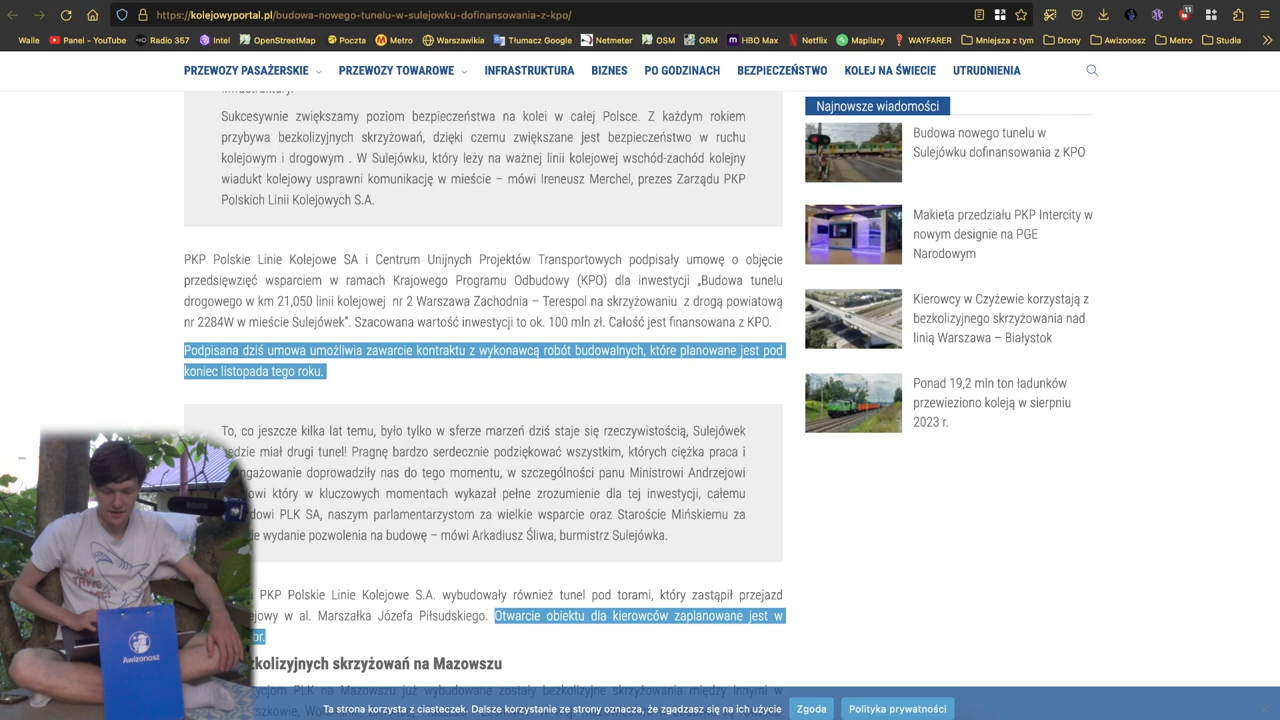 https://kolejowyportal.pl/budowa-nowego-tunelu-w-sulejowku-dofinansowania-z-kpo/
11
Walle Panel - YouTube Radio 357 Intel OpenStreetMap Poczta Metro Warszawikia Tłumacz Google Netmeter OSM ORM HBO Max Netflix Mapilary WAYFARER Mniejsze tym Drony Awizonosz Metro Studia
PRZEWOZY PASAŻERSKIE PRZEWOZY TOWAROWE INFRASTRUKTURA BIZNES PO GODZINACH BEZPIECZEŃSTWO KOLEJ NA ŚWIECIE UTRUDNIENIA
Sukcesywnie zwiększamy poziom bezpieczeństwa na kolei w całej Polsce. Z każdym rokiem
przybywa bezkolizyjnych skrzyżowań, dzięki czemu zwiększane jest bezpieczeństwo w ruchu
kolejowym i drogowym . W Sulejówku, który leży na ważnej linii kolejowej wschód-zachód kolejny
wiadukt kolejowy usprawni komunikację w mieście – mówi Ireneusz Merchel, prezes Zarządu PKP
Polskich Linii Kolejowych S.A.
PKP Polskie Linie Kolejowe SA i Centrum Unijnych Projektów Transportowych podpisały umowę o objęcie
przedsięwzięć wsparciem w ramach Krajowego Programu Odbudowy (KPO) dla inwestycji „Budowa tunelu
drogowego w km 21,050 linii kolejowej nr 2 Warszawa Zachodnia – Terespol na skrzyżowaniu z drogą powiatową
nr 2284W w mieście Sulejówek”. Szacowana wartość inwestycji to ok. 100 mln zł. Całość jest finansowana z KPO.
Podpisana dziś umowa umożliwia zawarcie kontraktu z wykonawcą robót budowalnych, które planowane jest pod
koniec listopada tego roku.
To, co jeszcze kilka lat temu, było tylko w sferze marzeń dziś staje się rzeczywistością, Sulejówek
będzie miał drugi tunel! Pragnę bardzo serdecznie podziękować wszystkim, których ciężka praca i
zaangażowanie doprowadziły nas do tego momentu, w szczególności panu Ministrowi Andrzejowi
który w kluczowych momentach wykazał pełne zrozumienie dla tej inwestycji, całemu
PLK SA, naszym parlamentarzystom za wielkie wsparcie oraz Staroście Mińskiemu za
wydanie pozwolenia na budowę – mówi Arkadiusz Śliwa, burmistrz Sulejówka.
PKP Polskie Linie Kolejowe S.A. wybudowały również tunel pod torami, który zastąpił przejazd
w al. Marszałka Józefa Piłsudskiego. Otwarcie obiektu dla kierowców zaplanowane jest w
br.
zkolizyjnych skrzyżowań na Mazowszu
PLK na Mazowszu już wybudowane zostały bezkolizyjne skrzyżowania między innymi w
Najnowsze wiadomości
Budowa nowego tunelu w
Sulejówku dofinansowania z KPO
Makieta przedziału PKP Intercity w
nowym designie na PGE
Narodowym
Kierowcy w Czyżewie korzystają z
bezkolizyjnego skrzyżowania nad
linią Warszawa – Białystok
Ponad 19,2 mln ton ładunków
przewieziono koleją w sierpniu
2023 r.
I'M
Awizonosz
Ta strona korzysta z ciasteczek. Dalsze korzystanie ze strony oznacza, że zgadzasz się na ich użycie Zgoda Polityka prywatności